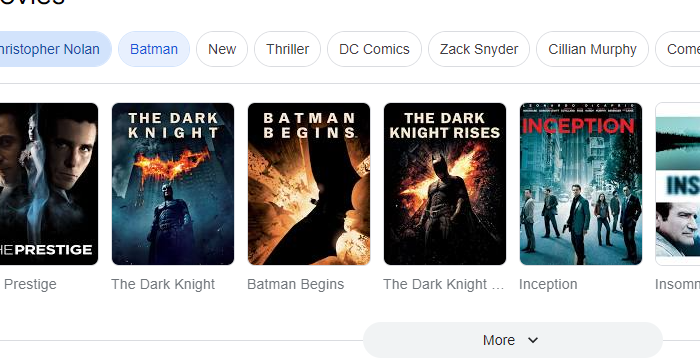 ovies
hristopher Nolan
Batman
New
Thriller
DC Comics
Zack Snyder
Cillian Murphy
Come
HEPRESTIGE
THE DARK
KNIGHT
BATMAN
BEGINS
THE DARK
KNIGHT RISES
LEONARDO DICAPRIO
INCEPTION
INS
Prestige
The Dark Knight
Batman Begins
The Dark Knight ...
Inception
Insomn
More